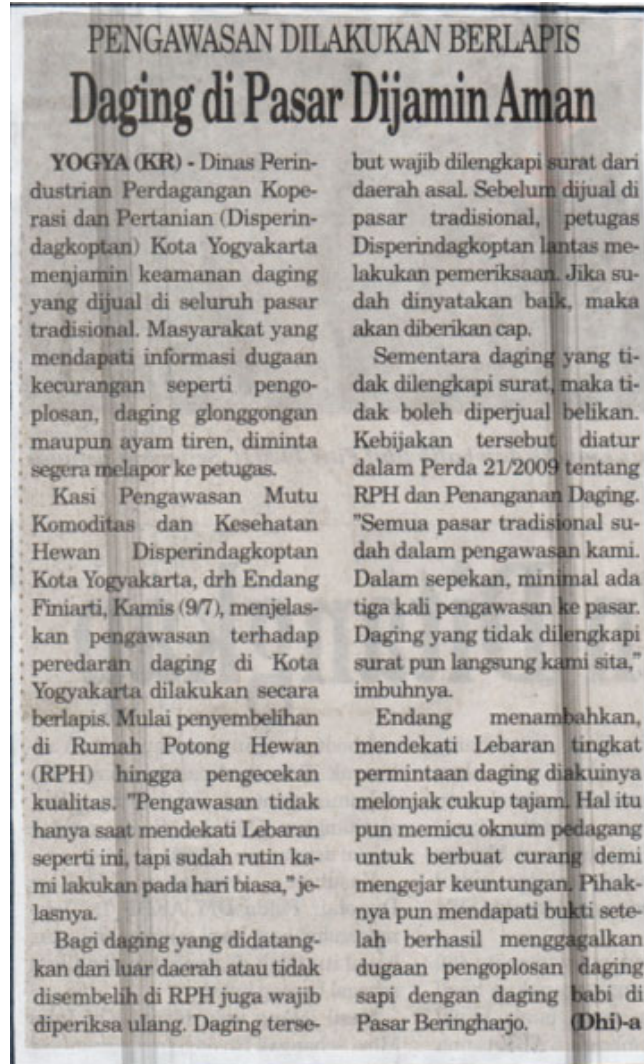 PENGAWASAN DILAKUKAN BERLAPIS
Daging di Pasar Dijamin Aman
YOGYA (KR) - Dinas Perin-
dustrian Perdagangan Kope-
rasi dan Pertanian (Disperin-
dagkoptan) Kota Yogyakarta
menjamin keamanan daging
yang dijual di seluruh pasar
tradisional. Masyarakat yang
mendapati informasi dugaan
kecurangan seperti pengo-
plosan, daging glonggongan
maupun ayam tiren, diminta
segera melapor ke petugas.
Kasi Pengawasan Mutu
Komoditas dan Kesehatan
Hewan Disperindagkoptan
Kota Yogyakarta, drh Endang
Finiarti, Kamis (9/7), menjelas-
kan pengawasan terhadap
peredaran daging di Kota
Yogyakarta dilakukan secara
berlapis. Mulai penyembelihan
di Rumah Potong Hewan
(RPH) hingga pengecekan
kualitas. "Pengawasan tidak
hanya saat mendekati Lebaran
seperti ini, tapi sudah rutin ka-
mi lakukan pada hari biasa," je-
lasnya.
Bagi daging yang didatang-
kan dari luar daerah atau tidak
disembelih di RPH juga wajib
diperiksa ulang. Daging terse-
but wajib dilengkapi surat dari
daerah asal. Sebelum dijual di
pasar tradisional, petugas
Disperindagkoptan lantas me-
lakukan pemeriksaan. Jika su-
dah dinyatakan baik, maka
akan diberikan cap.
Sementara daging yang ti-
dak dilengkapi surat, maka ti-
dak boleh diperjual belikan.
Kebijakan tersebut diatur
dalam Perda 21/2009 tentang
RPH dan Penanganan Daging.
"Semua pasar tradisional su-
dah dalam pengawasan kami.
Dalam sepekan, minimal ada
tiga kali pengawasan ke pasar.
Daging yang tidak dilengkapi
surat pun langsung kami sita,"
imbuhnya.
Endang menambahkan,
mendekati Lebaran tingkat
permintaan daging diakuinya
melonjak cukup tajam. Hal itu
pun memicu oknum pedagang
untuk berbuat curang demi
mengejar keuntungan. Pihak-
nya pun mendapati bukti sete-
lah berhasil menggagalkan
dugaan pengoplosan daging
sapi dengan daging babi di
Pasar Beringharjo. (Dhi)-a